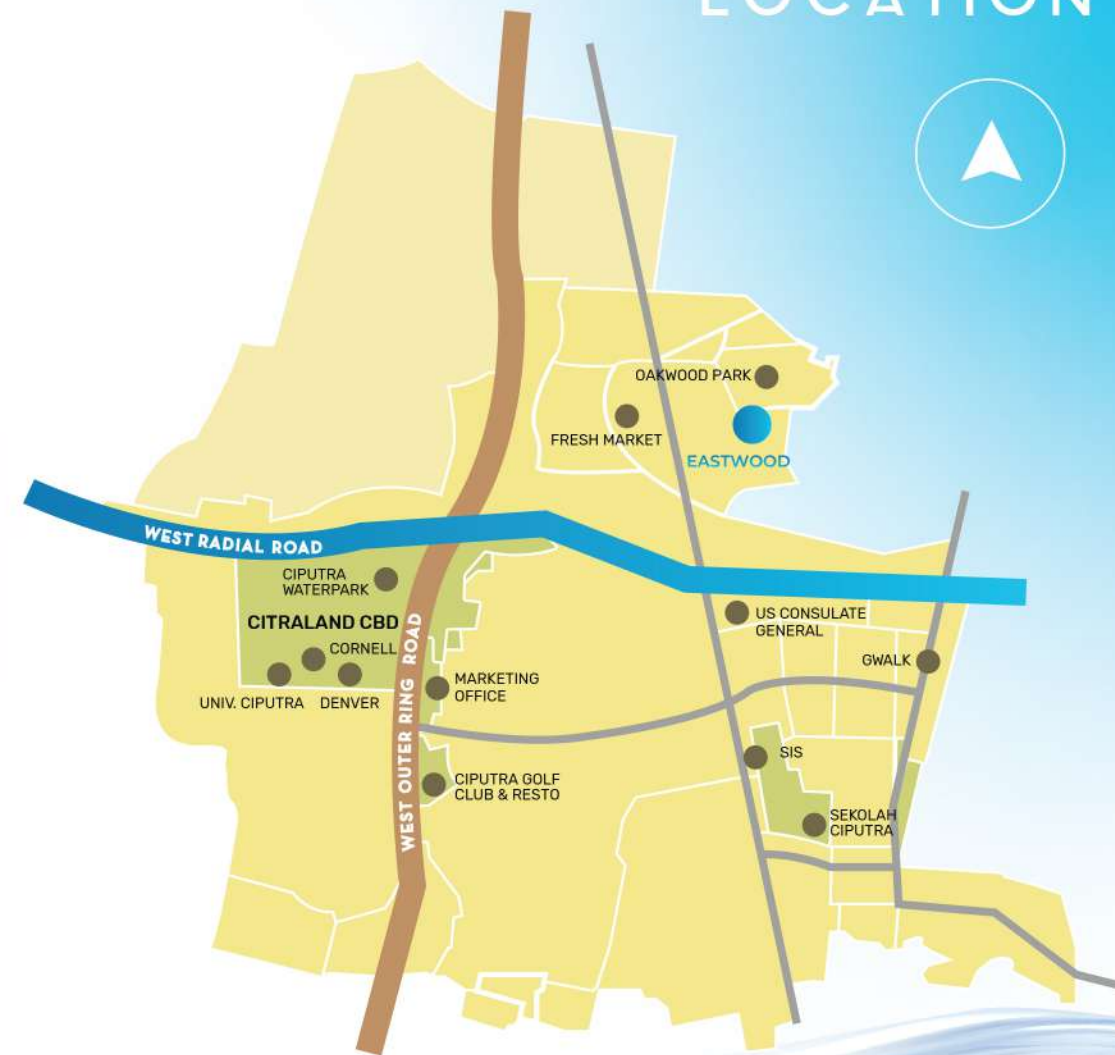 LOCATION
OAKWOOD PARK
FRESH MARKET
EASTWOOD
WEST RADIAL ROAD
CIPUTRA
WATERPARK
CITRALAND CBD
CORNELL
UNIV. CIPUTRA
DENVER
WEST OUTER RING ROAD
MARKETING
OFFICE
CIPUTRA GOLF
CLUB & RESTO
US CONSULATE
GENERAL
GWALK
SIS
SEKOLAH
CIPUTRA